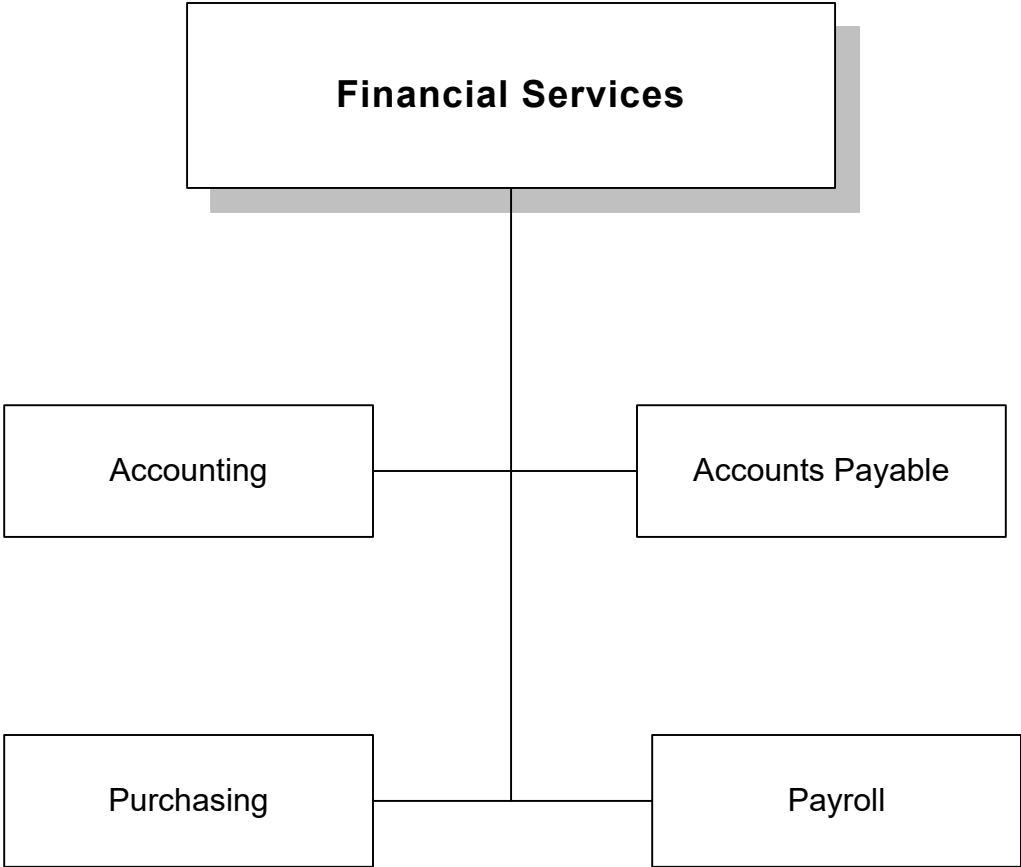 Financial Services
Accounting
Accounts Payable
Purchasing
Payroll